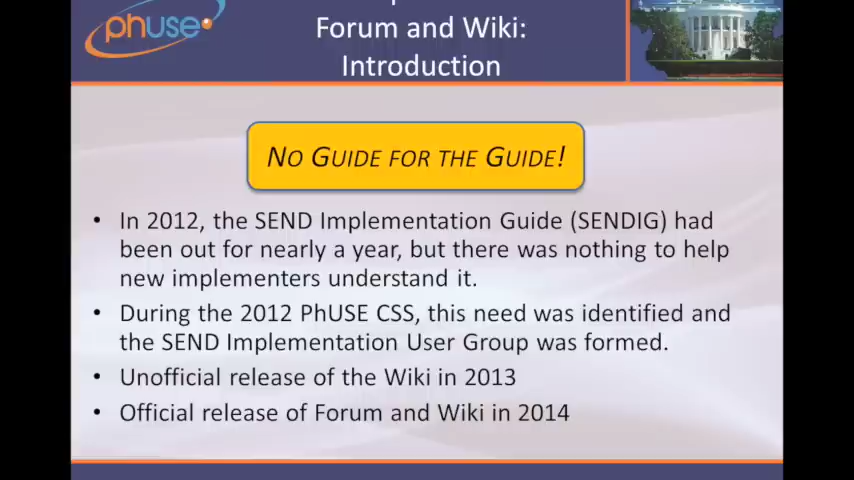 phuse
Forum and Wiki:
Introduction
NO GUIDE FOR THE GUIDE!
• In 2012, the SEND Implementation Guide (SENDIG) had
been out for nearly a year, but there was nothing to help
new implementers understand it.
• During the 2012 PhUSE CSS, this need was identified and
the SEND Implementation User Group was formed.
• Unofficial release of the Wiki in 2013
• Official release of Forum and Wiki in 2014